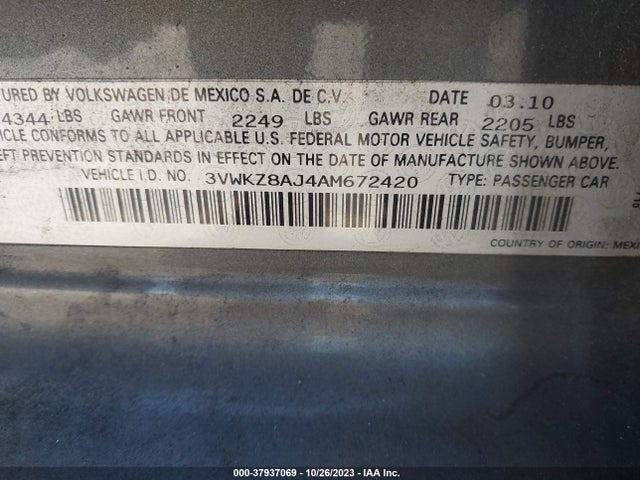 URED BY VOLKSWAGEN DE MEXICO S.A. DE C.V. DATE 03.10
4344 LBS GAWR FRONT 2249 LBS GAWR REAR 2205 LBS
ICLE CONFORMS TO ALL APPLICABLE U.S. FEDERAL MOTOR VEHICLE SAFETY, BUMPER,
EFT PREVENTION STANDARDS IN EFFECT ON THE DATE OF MANUFACTURE SHOWN ABOVE.
VEHICLE I.D. NO. 3VWKZ8AJ4AM672420 TYPE: PASSENGER CAR
COUNTRY OF ORIGIN: MEXI
000-37937069 - 10/26/2023 - IAA Inc.